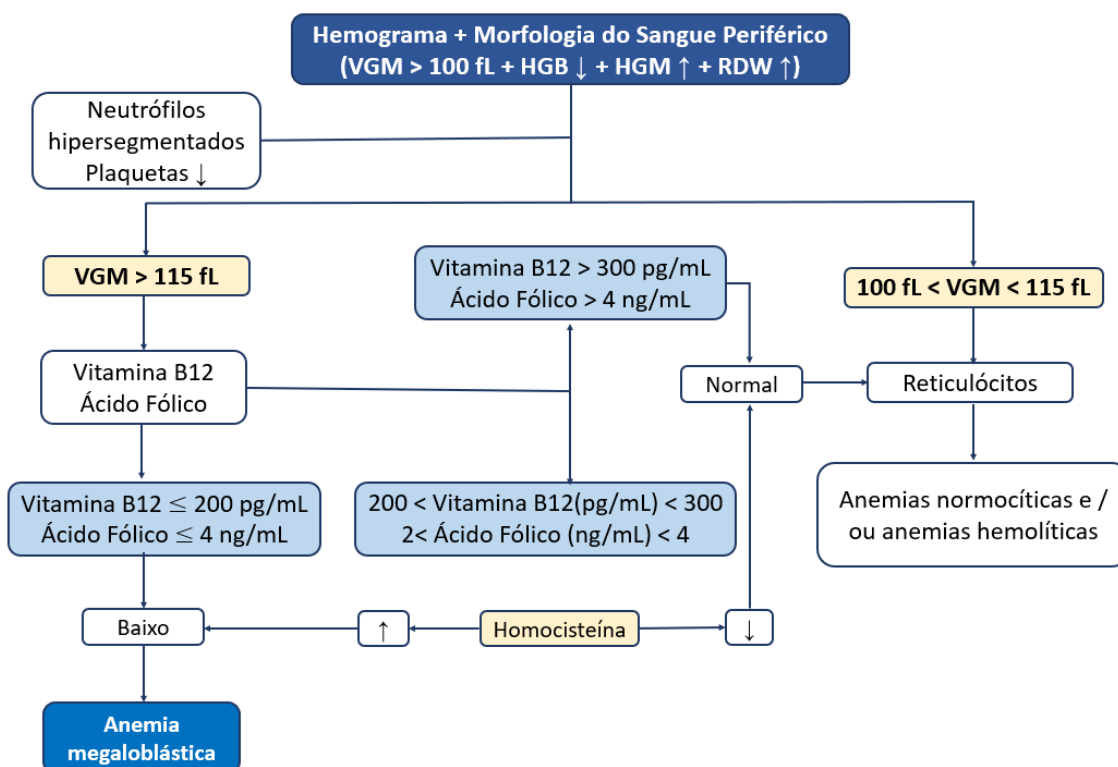 Hemograma + Morfologia do Sangue Periférico
(VGM > 100 fL + HGB ↓ + HGM ↑ + RDW ↑)
Neutrófilos
hipersegmentados
Plaquetas ↓
VGM > 115 fL
Vitamina B12 > 300 pg/mL
Ácido Fólico > 4 ng/mL
100 fL < VGM < 115 fL
Vitamina B12
Ácido Fólico
Normal
Reticulócitos
Vitamina B12 ≤ 200 pg/mL
Ácido Fólico ≤ 4 ng/mL
200 < Vitamina B12(pg/mL) < 300
2< Ácido Fólico (ng/mL) < 4
Anemias normocíticas e /
ou anemias hemolíticas
Baixo
↑
Homocisteína
↓
Anemia
megaloblástica